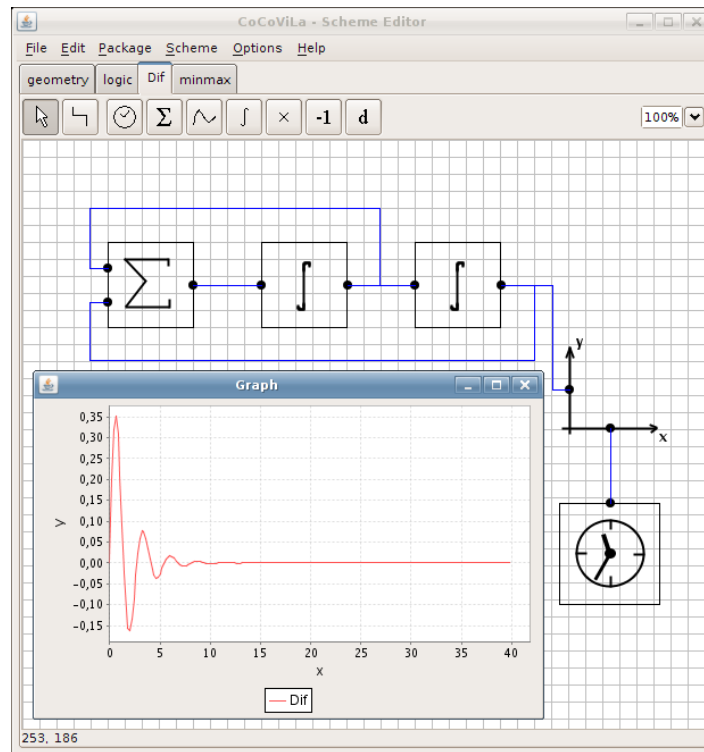 CoCoViLa - Scheme Editor
File Edit Package Scheme Options Help
geometry logic Dif minmax
Σ ∫ × -1 d 100%
Σ ∫ ∫
y
x
Graph
0,35
0,30
0,25
0,20
0,15
0,10
0,05
0,00
-0,05
-0,10
-0,15
y
0 5 10 15 20 25 30 35 40
x
Dif
253, 186